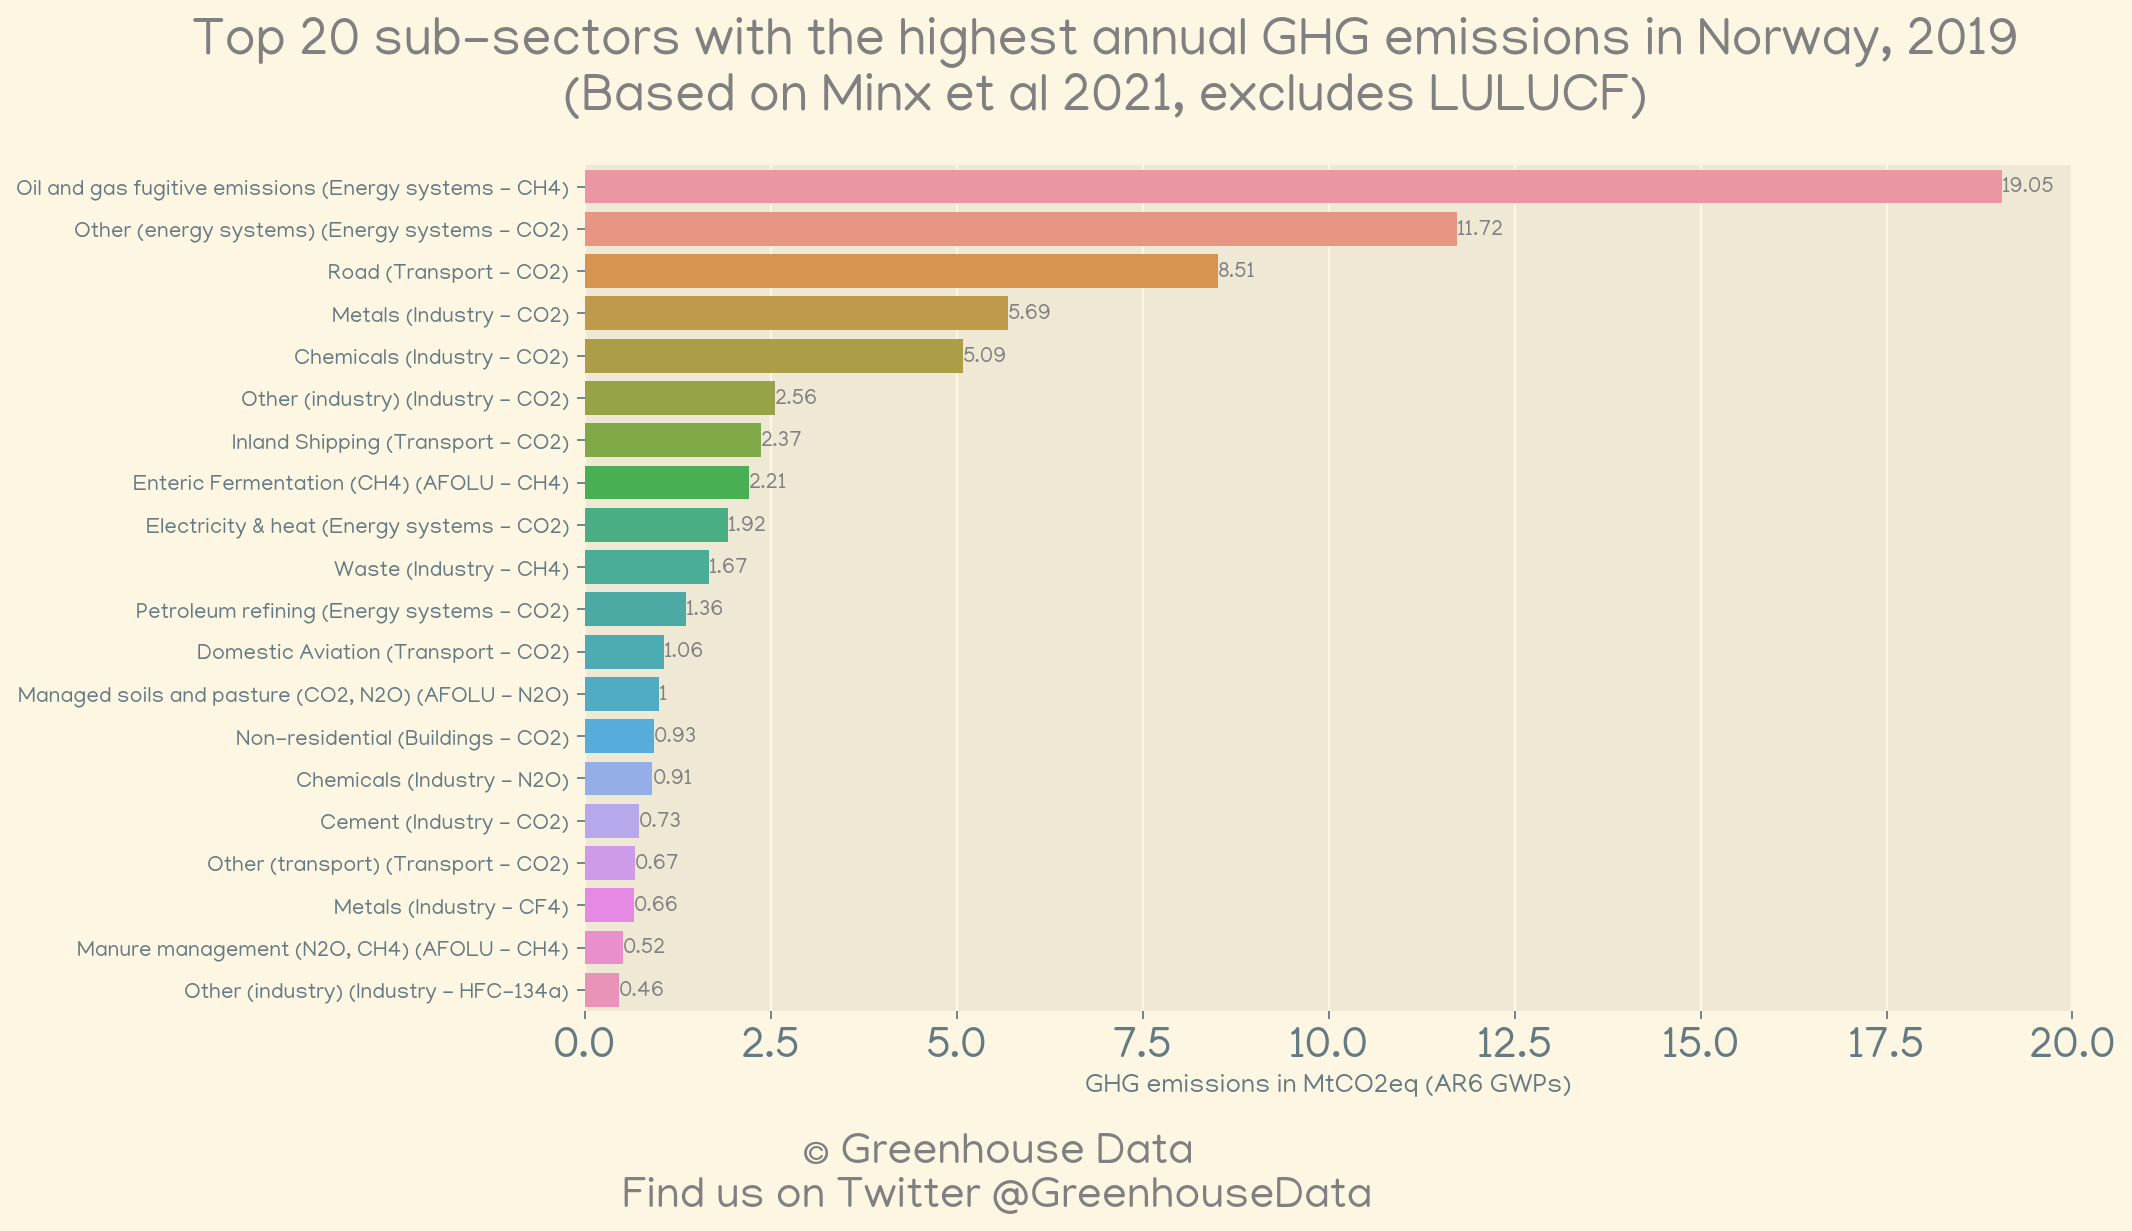 Top 20 sub-sectors with the highest annual GHG emissions in Norway, 2019
(Based on Minx et al 2021, excludes LULUCF)
Oil and gas fugitive emissions (Energy systems - CH4) 19.05
Other (energy systems) (Energy systems - CO2) 11.72
Road (Transport - CO2) 8.51
Metals (Industry - CO2) 5.69
Chemicals (Industry - CO2) 5.09
Other (industry) (Industry - CO2) 2.56
Inland Shipping (Transport - CO2) 2.37
Enteric Fermentation (CH4) (AFOLU - CH4) 2.21
Electricity & heat (Energy systems - CO2) 1.92
Waste (Industry - CH4) 1.67
Petroleum refining (Energy systems - CO2) 1.36
Domestic Aviation (Transport - CO2) 1.06
Managed soils and pasture (CO2, N2O) (AFOLU - N2O) 1
Non-residential (Buildings - CO2) 0.93
Chemicals (Industry - N2O) 0.91
Cement (Industry - CO2) 0.73
Other (transport) (Transport - CO2) 0.67
Metals (Industry - CF4) 0.66
Manure management (N2O, CH4) (AFOLU - CH4) 0.52
Other (industry) (Industry - HFC-134a) 0.46
0.0 2.5 5.0 7.5 10.0 12.5 15.0 17.5 20.0
GHG emissions in MtCO2eq (AR6 GWPs)
© Greenhouse Data
Find us on Twitter @GreenhouseData